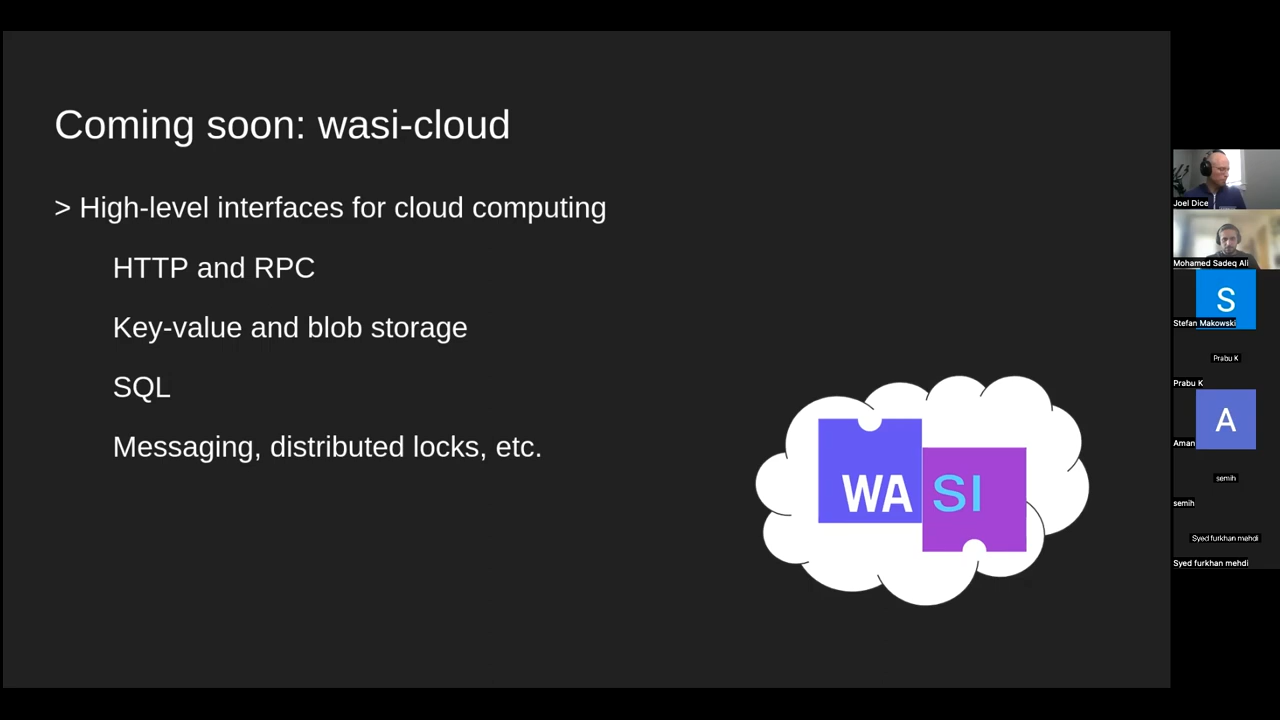 Coming soon: wasi-cloud
> High-level interfaces for cloud computing
HTTP and RPC
Key-value and blob storage
SQL
Messaging, distributed locks, etc.
WA SI
Joel Dice
Mohamed Sadeq Ali
S
Stefan Makowski
Prabu K
Prabu K
A
Aman
semih
semih
Syed furkhan mehdi
Syed furkhan mehdi